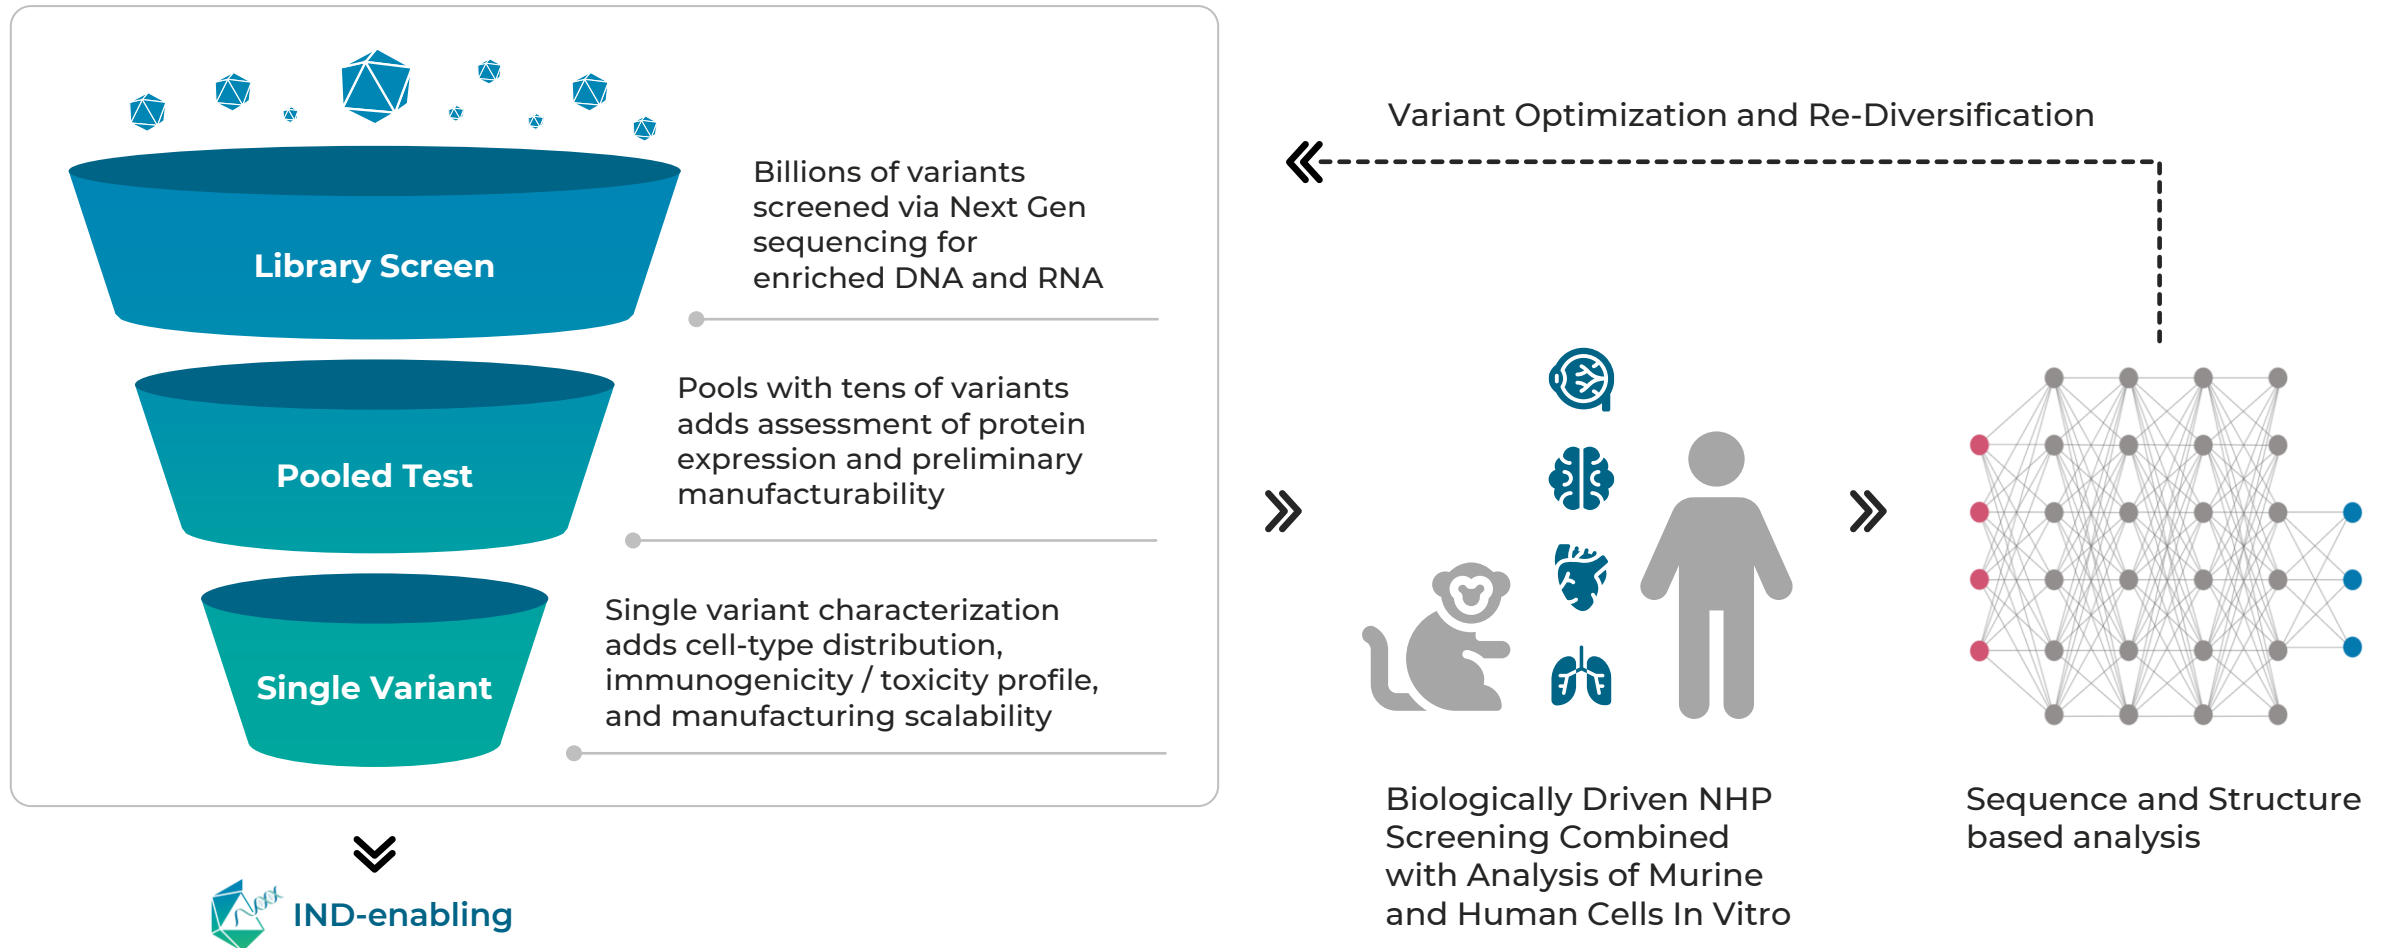 Library Screen
Billions of variants
screened via Next Gen
sequencing for
enriched DNA and RNA
Pooled Test
Pools with tens of variants
adds assessment of protein
expression and preliminary
manufacturability
Single Variant
Single variant characterization
adds cell-type distribution,
immunogenicity / toxicity profile,
and manufacturing scalability
IND-enabling
Variant Optimization and Re-Diversification
Biologically Driven NHP
Screening Combined
with Analysis of Murine
and Human Cells In Vitro
Sequence and Structure
based analysis